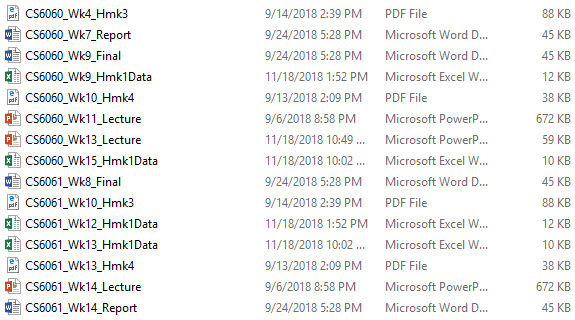 CS6060_Wk4_Hmk3 9/14/2018 2:39 PM PDF File 88 KB
CS6060_Wk7_Report 9/24/2018 5:28 PM Microsoft Word D... 45 KB
CS6060_Wk9_Final 9/24/2018 5:28 PM Microsoft Word D... 45 KB
CS6060_Wk9_Hmk1Data 11/18/2018 1:52 PM Microsoft Excel W... 12 KB
CS6060_Wk10_Hmk4 9/13/2018 2:09 PM PDF File 38 KB
CS6060_Wk11_Lecture 9/6/2018 8:58 PM Microsoft PowerP... 672 KB
CS6060_Wk13_Lecture 11/18/2018 10:49 ... Microsoft PowerP... 59 KB
CS6060_Wk15_Hmk1Data 11/18/2018 10:02 ... Microsoft Excel W... 10 KB
CS6061_Wk8_Final 9/24/2018 5:28 PM Microsoft Word D... 45 KB
CS6061_Wk10_Hmk3 9/14/2018 2:39 PM PDF File 88 KB
CS6061_Wk12_Hmk1Data 11/18/2018 1:52 PM Microsoft Excel W... 12 KB
CS6061_Wk13_Hmk1Data 11/18/2018 10:02 ... Microsoft Excel W... 10 KB
CS6061_Wk13_Hmk4 9/13/2018 2:09 PM PDF File 38 KB
CS6061_Wk14_Lecture 9/6/2018 8:58 PM Microsoft PowerP... 672 KB
CS6061_Wk14_Report 9/24/2018 5:28 PM Microsoft Word D... 45 KB